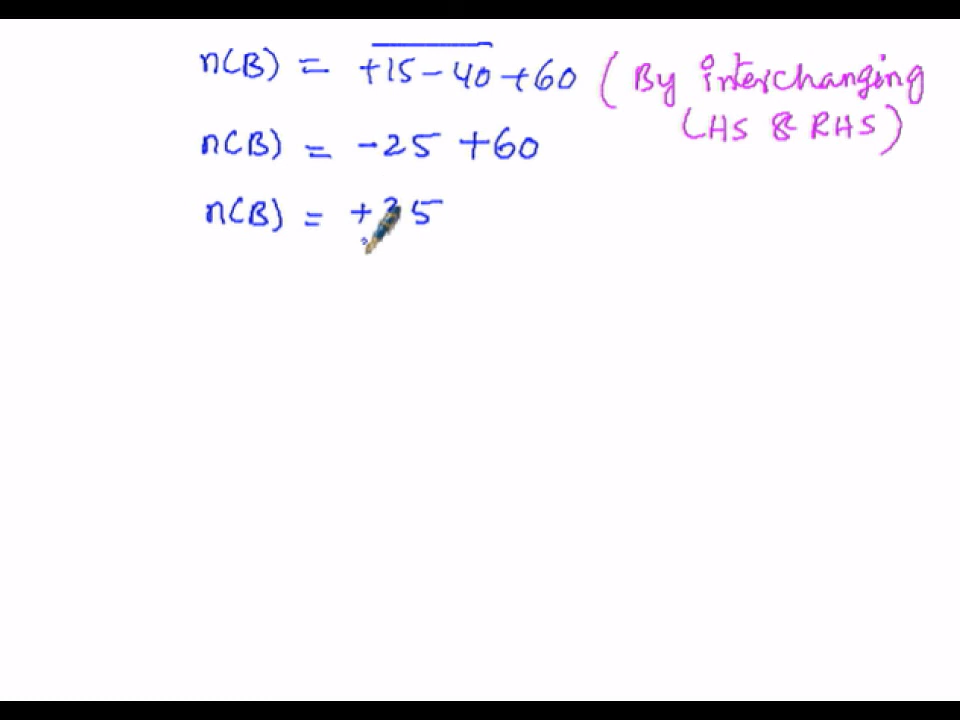 n(B) = +15 - 40 + 60 (By interchanging
LHS & RHS)
n(B) = -25 + 60
n(B) = +35